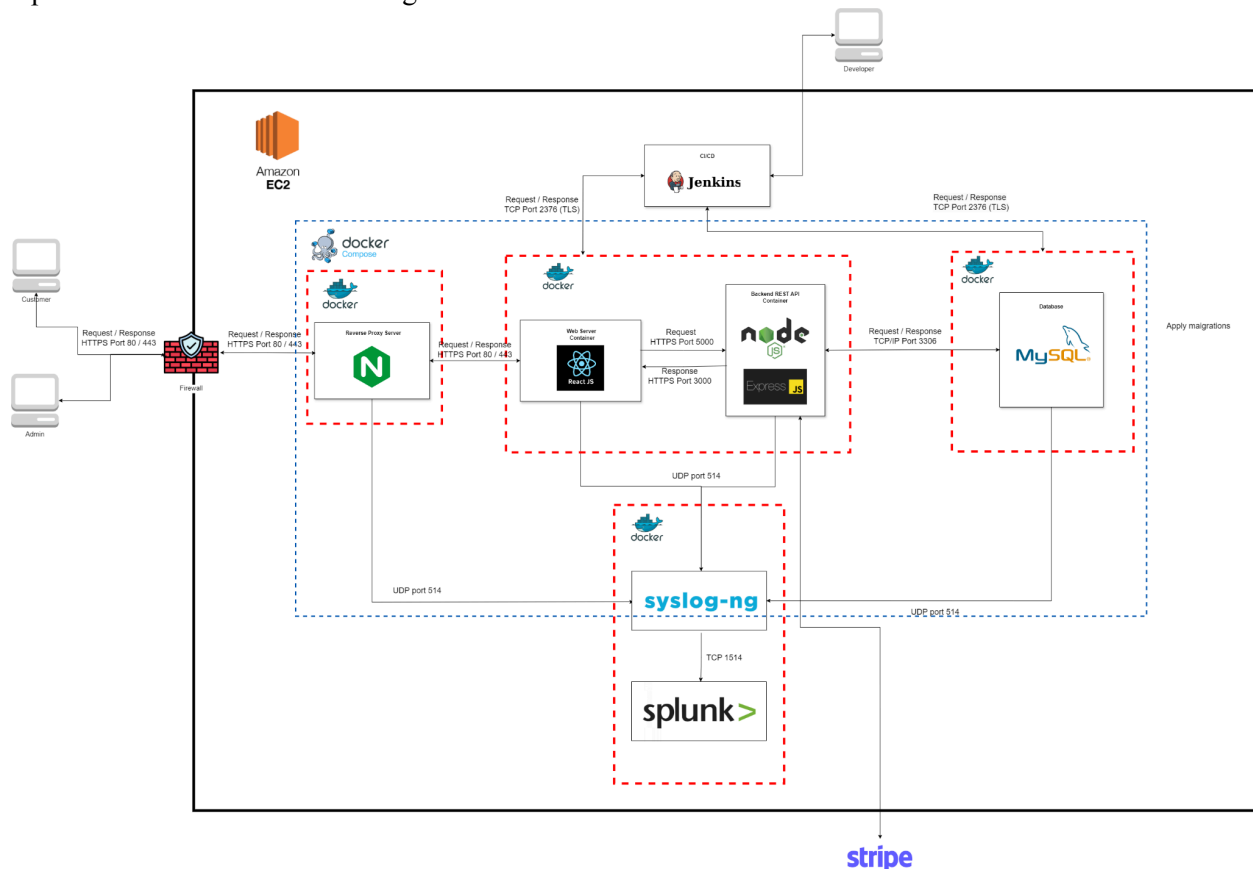 Developer
Amazon
EC2
CI/CD
Jenkins
Request / Response
TCP Port 2376 (TLS)
Request / Response
TCP Port 2376 (TLS)
docker
Compose
docker
docker
docker
Customer
Request / Response
HTTPS Port 80 / 443
Firewall
Admin
Request / Response
HTTPS Port 80 / 443
Reverse Proxy Server
N
Request / Response
HTTPS Port 80 / 443
Web Server
Container
React JS
Request
HTTPS Port 5000
Response
HTTPS Port 3000
Backend REST API
Container
node
JS
Express
JS
Request / Response
TCP/IP Port 3306
Database
MySQL
Apply maigrations
UDP port 514
docker
UDP port 514
syslog-ng
UDP port 514
TCP 1514
splunk>
stripe